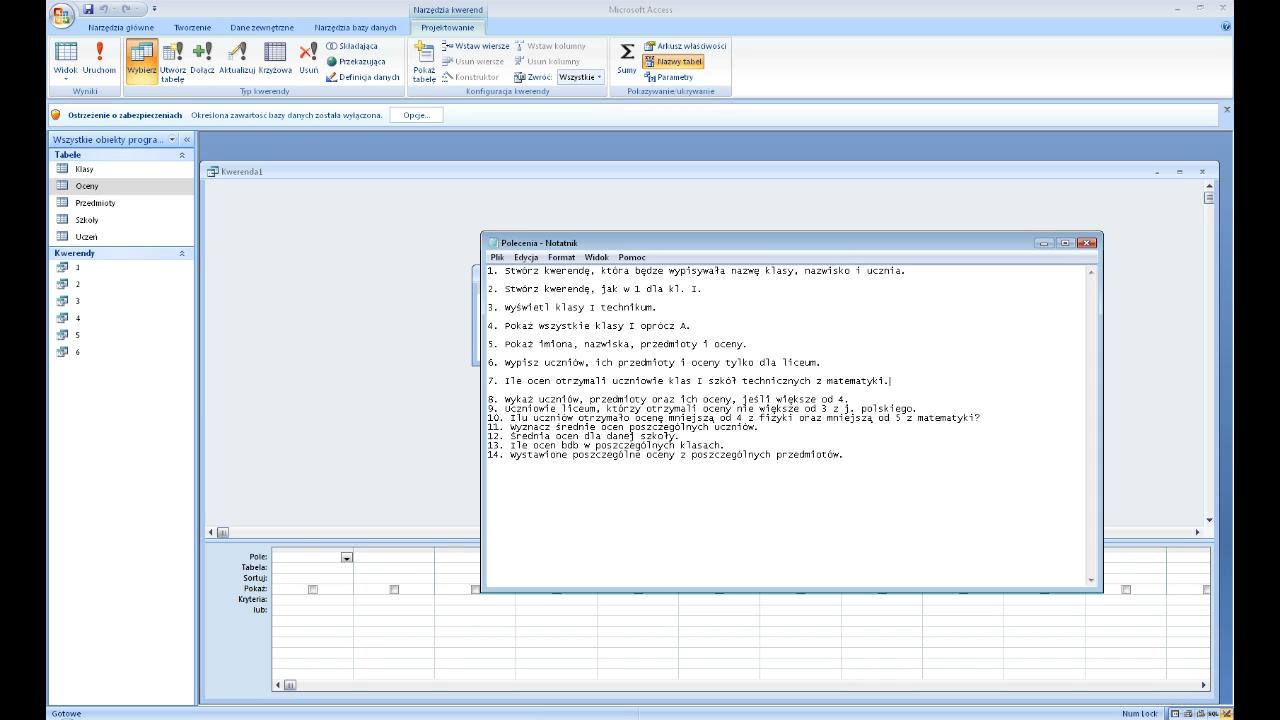 Narzędzia kwerend
Microsoft Access
Narzędzia główne
Tworzenie
Dane zewnętrzne
Narzędzia bazy danych
Projektowanie
Widok
Uruchom
Wyniki
Wybierz
Utwórz tabelę
Dołącz
Aktualizuj
Krzyżowa
Usuń
Składająca
Przekazująca
Definicja danych
Typ kwerendy
Pokaż tabelę
Wstaw wiersze
Usuń wiersze
Konstruktor
Wstaw kolumny
Usuń kolumny
Zwróć:
Wszystkie
Konfiguracja kwerendy
Sumy
Arkusz właściwości
Nazwy tabel
Parametry
Pokazywanie/ukrywanie
Ostrzeżenie o zabezpieczeniach
Określona zawartość bazy danych została wyłączona.
Opcje...
Wszystkie obiekty progra...
Tabele
Klasy
Oceny
Przedmioty
Szkoły
Uczeń
Kwerendy
1
2
3
4
5
6
Kwerenda1
Polecenia - Notatnik
Plik Edycja Format Widok Pomoc
1. Stwórz kwerendę, która będze wypisywała nazwę klasy, nazwisko i ucznia.
2. Stwórz kwerendę, jak w 1 dla kl. I.
3. Wyświetl klasy I technikum.
4. Pokaż wszystkie klasy I oprócz A.
5. Pokaż imiona, nazwiska, przedmioty i oceny.
6. Wypisz uczniów, ich przedmioty i oceny tylko dla liceum.
7. Ile ocen otrzymali uczniowie klas I szkół technicznych z matematyki.
8. Wykaż uczniów, przedmioty oraz ich oceny, jeśli większe od 4.
9. Uczniowie liceum, którzy otrzymali oceny nie większe od 3 z j. polskiego.
10. Ilu uczniów otrzymało ocenę mniejszą od 4 z fizyki oraz mniejszą od 5 z matematyki?
11. Wyznacz średnie ocen poszczególnych uczniów.
12. Średnia ocen dla danej szkoły.
13. Ile ocen bdb w poszczególnych klasach.
14. Wystawione poszczególne oceny z poszczególnych przedmiotów.
Pole:
Tabela:
Sortuj:
Pokaż:
Kryteria:
lub:
Gotowe
Num Lock
SQL